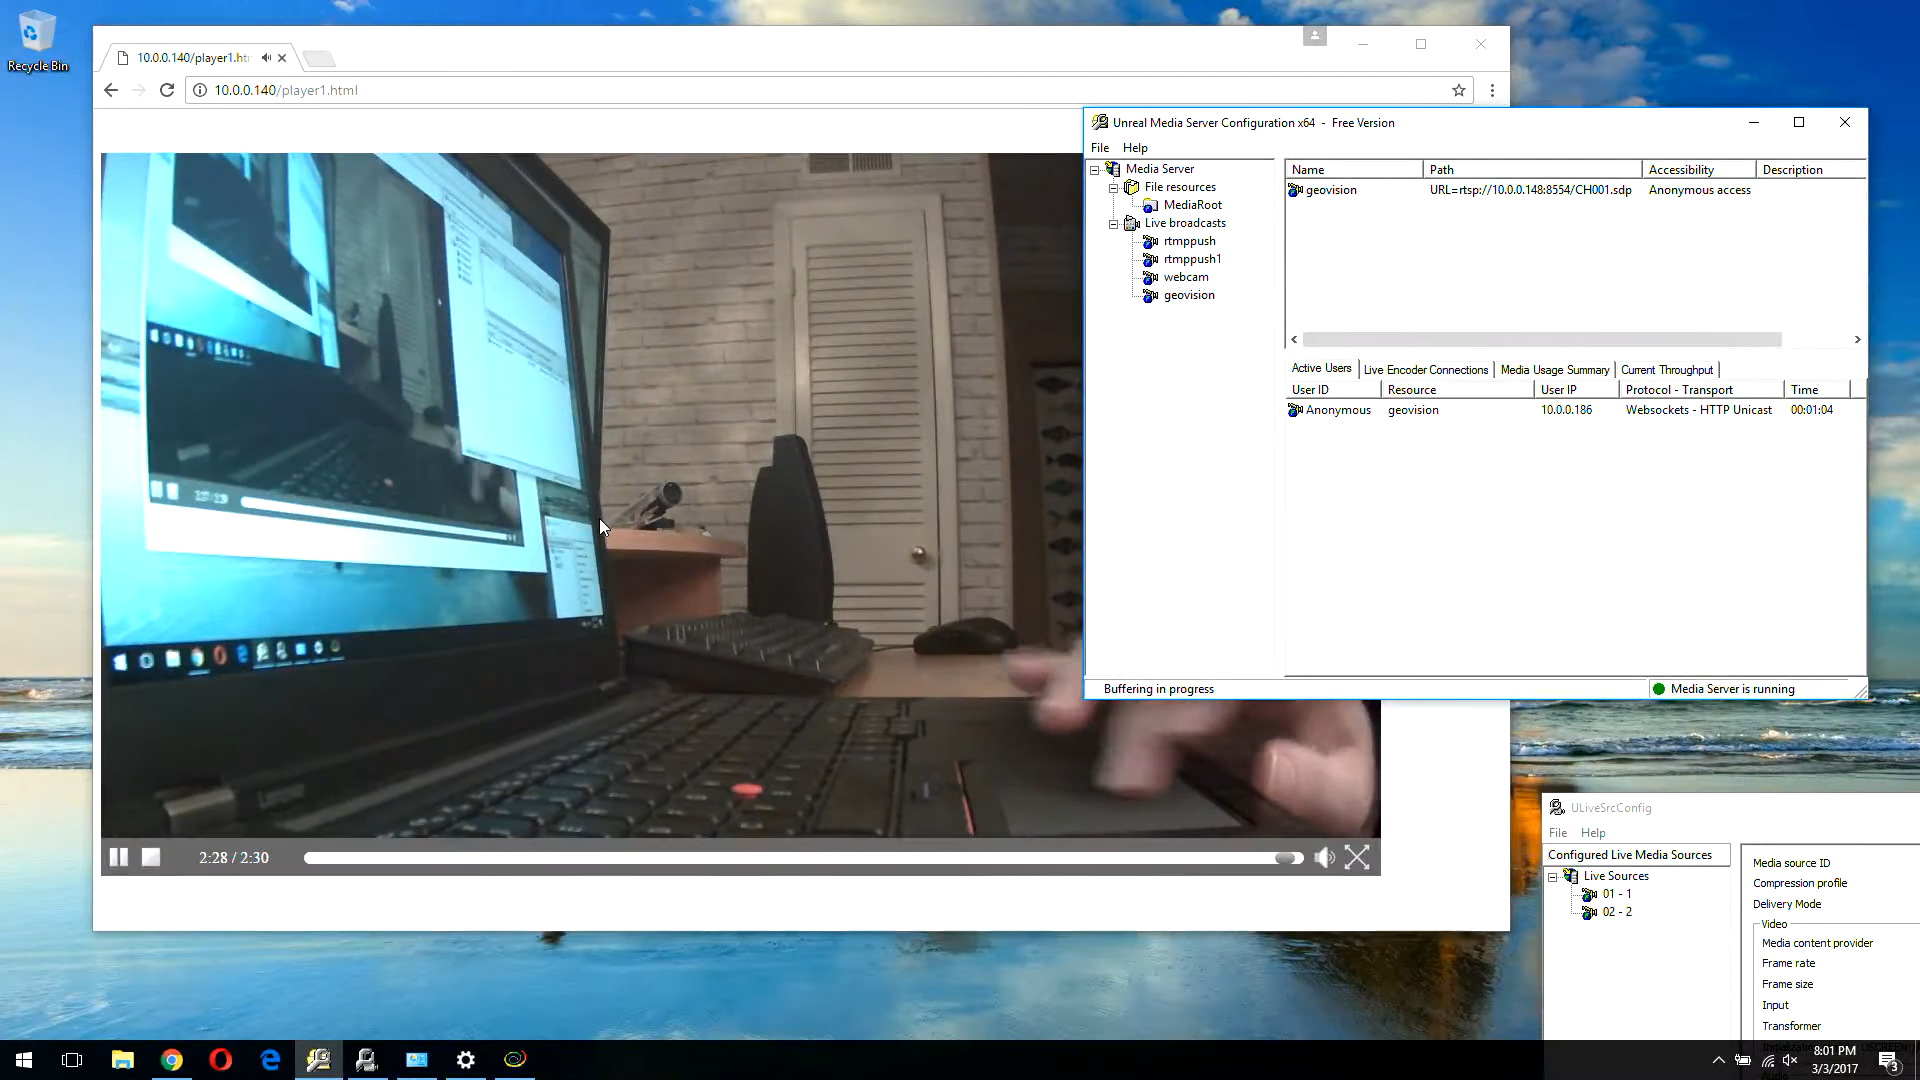 Recycle Bin
10.0.0.140/player1.ht
10.0.0.140/player1.html
Unreal Media Server Configuration x64 - Free Version
File Help
Media Server
File resources
MediaRoot
Live broadcasts
rtmppush
rtmppush1
webcam
geovision
Name Path Accessibility Description
geovision URL=rtsp://10.0.0.148:8554/CH001.sdp Anonymous access
Active Users Live Encoder Connections Media Usage Summary Current Throughput
User ID Resource User IP Protocol - Transport Time
Anonymous geovision 10.0.0.186 Websockets - HTTP Unicast 00:01:04
Buffering in progress
Media Server is running
2:28 / 2:30
ULiveSrcConfig
File Help
Configured Live Media Sources
Live Sources
01 - 1
02 - 2
Media source ID
Compression profile
Delivery Mode
Video
Media content provider
Frame rate
Frame size
Input
Transformer
8:01 PM
3/3/2017
3